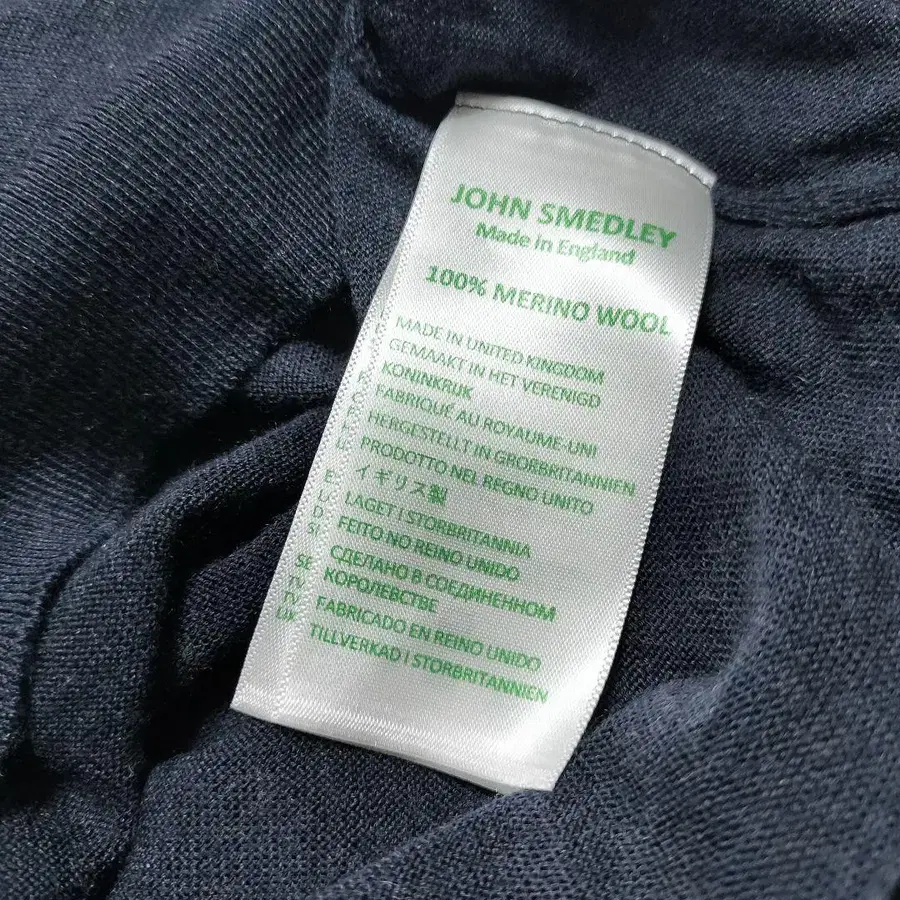 JOHN SMEDLEY
Made in England
100% MERINO WOOL
MADE IN UNITED KINGDOM
GEMAAKT IN HET VERENIGD
KONINKRIJK
FABRIQUÉ AU ROYAUME-UNI
HERGESTELLT IN GRORBRITANNIEN
PRODOTTO NEL REGNO UNITO
イギリス製
LAGET I STORBRITANNIA
FEITO NO REINO UNIDO
СДЕЛАНО В СОЕДИНЕННОМ
КОРОЛЕВСТВЕ
FABRICADO EN REINO UNIDO
TILLVERKAD I STORBRITANNIEN